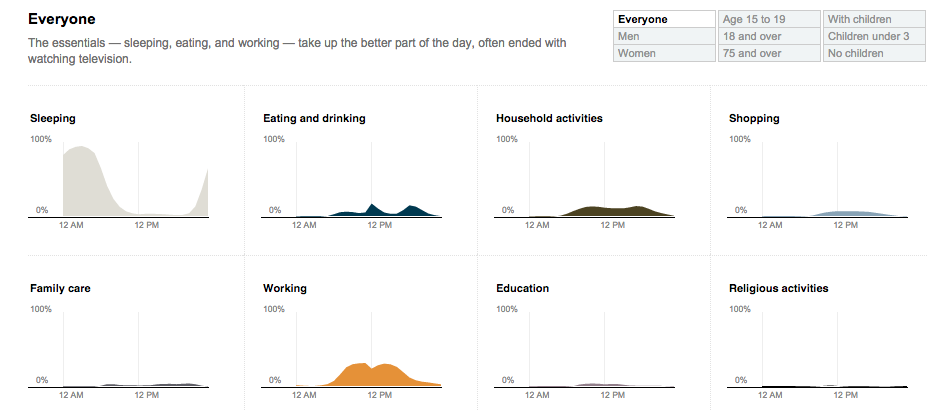 Everyone
The essentials — sleeping, eating, and working — take up the better part of the day, often ended with
watching television.
Everyone Age 15 to 19 With children
Men 18 and over Children under 3
Women 75 and over No children
Sleeping Eating and drinking Household activities Shopping
100% 100% 100% 100%
0% 0% 0% 0%
12 AM 12 PM 12 AM 12 PM 12 AM 12 PM 12 AM 12 PM
Family care Working Education Religious activities
100% 100% 100% 100%
0% 0% 0% 0%
12 AM 12 PM 12 AM 12 PM 12 AM 12 PM 12 AM 12 PM